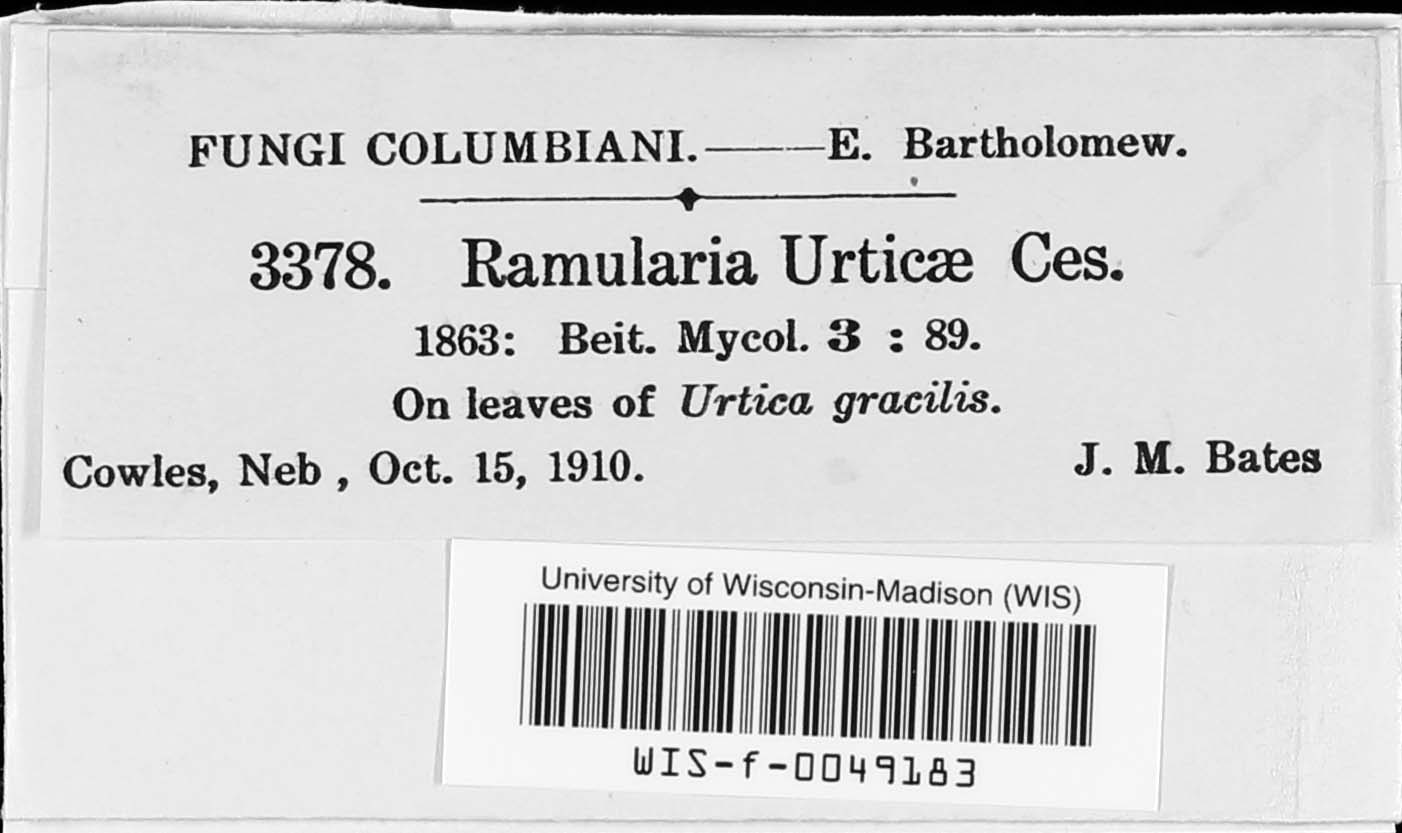 FUNGI COLUMBIANI.——E. Bartholomew.
3378. Ramularia Urticæ Ces.
1863: Beit. Mycol. 3 : 89.
On leaves of Urtica gracilis.
Cowles, Neb , Oct. 15, 1910. J. M. Bates
University of Wisconsin-Madison (WIS)
WIS-f-0049183